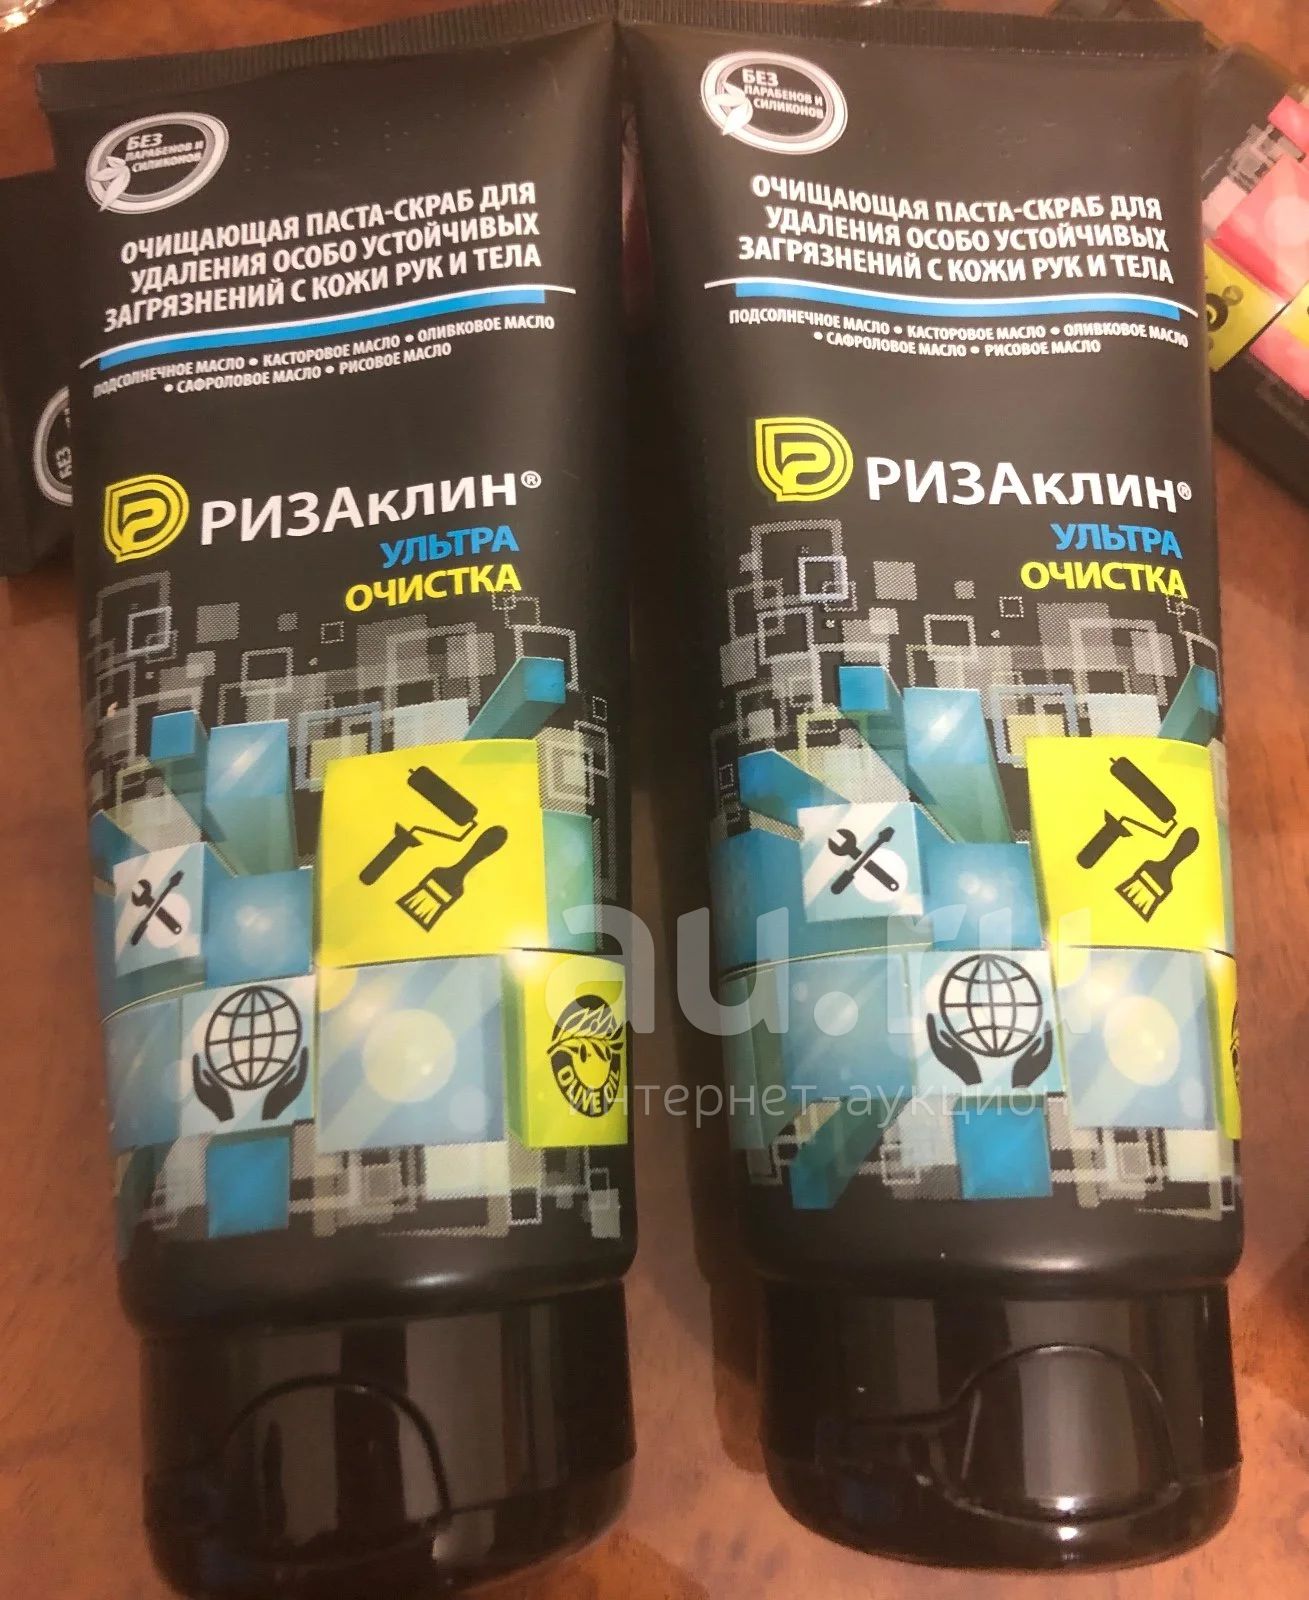 БЕЗ
ПАРАБЕНОВ И
СИЛИКОНОВ
ОЧИЩАЮЩАЯ ПАСТА-СКРАБ ДЛЯ
УДАЛЕНИЯ ОСОБО УСТОЙЧИВЫХ
ЗАГРЯЗНЕНИЙ С КОЖИ РУК И ТЕЛА
ПОДСОЛНЕЧНОЕ МАСЛО • КАСТОРОВОЕ МАСЛО • ОЛИВКОВОЕ МАСЛО
• САФРОЛОВОЕ МАСЛО • РИСОВОЕ МАСЛО
РИЗАКЛИН®
УЛЬТРА
ОЧИСТКА
OLIVE OIL
БЕЗ
ПАРАБЕНОВ И
СИЛИКОНОВ
ОЧИЩАЮЩАЯ ПАСТА-СКРАБ ДЛЯ
УДАЛЕНИЯ ОСОБО УСТОЙЧИВЫХ
ЗАГРЯЗНЕНИЙ С КОЖИ РУК И ТЕЛА
ПОДСОЛНЕЧНОЕ МАСЛО • КАСТОРОВОЕ МАСЛО • ОЛИВКОВОЕ МАСЛО
• САФРОЛОВОЕ МАСЛО • РИСОВОЕ МАСЛО
РИЗАКЛИН®
УЛЬТРА
ОЧИСТКА
БЕЗ
au.ru
интернет-аукцион